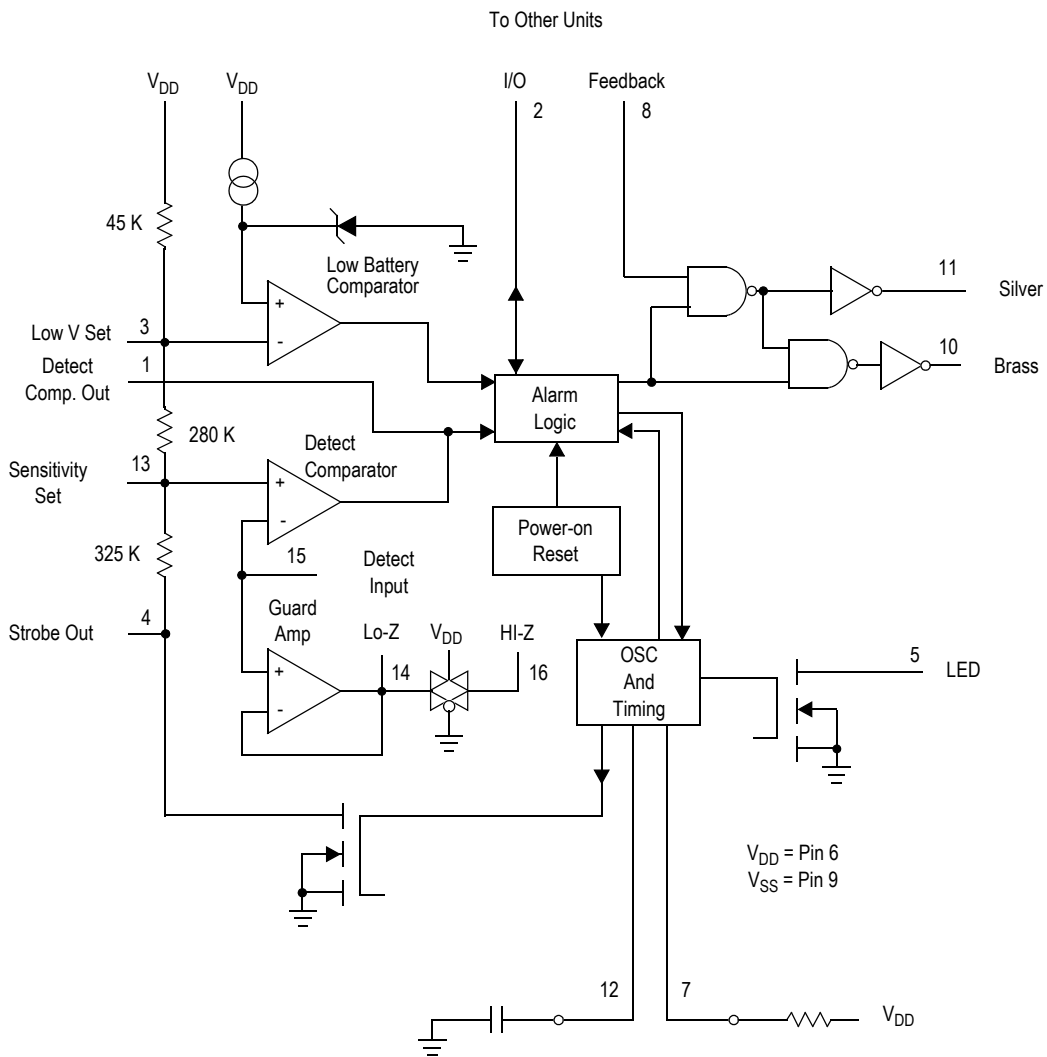 To Other Units
V_DD
V_DD
I/O
2
Feedback
8
45 K
Low Battery
Comparator
11
Silver
+
-
Low V Set
3
1
Detect
Comp. Out
Alarm
Logic
10
Brass
280 K
Detect
Comparator
13
Sensitivity
Set
+
-
Power-on
Reset
325 K
15
Detect
Input
Guard
Amp
Lo-Z
V_DD
HI-Z
4
Strobe Out
+
-
14
16
OSC
And
Timing
5
LED
V_DD = Pin 6
V_SS = Pin 9
12
7
V_DD